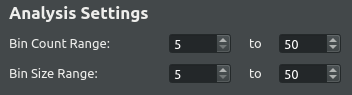 Analysis Settings
Bin Count Range: 5 to 50
Bin Size Range: 5 to 50